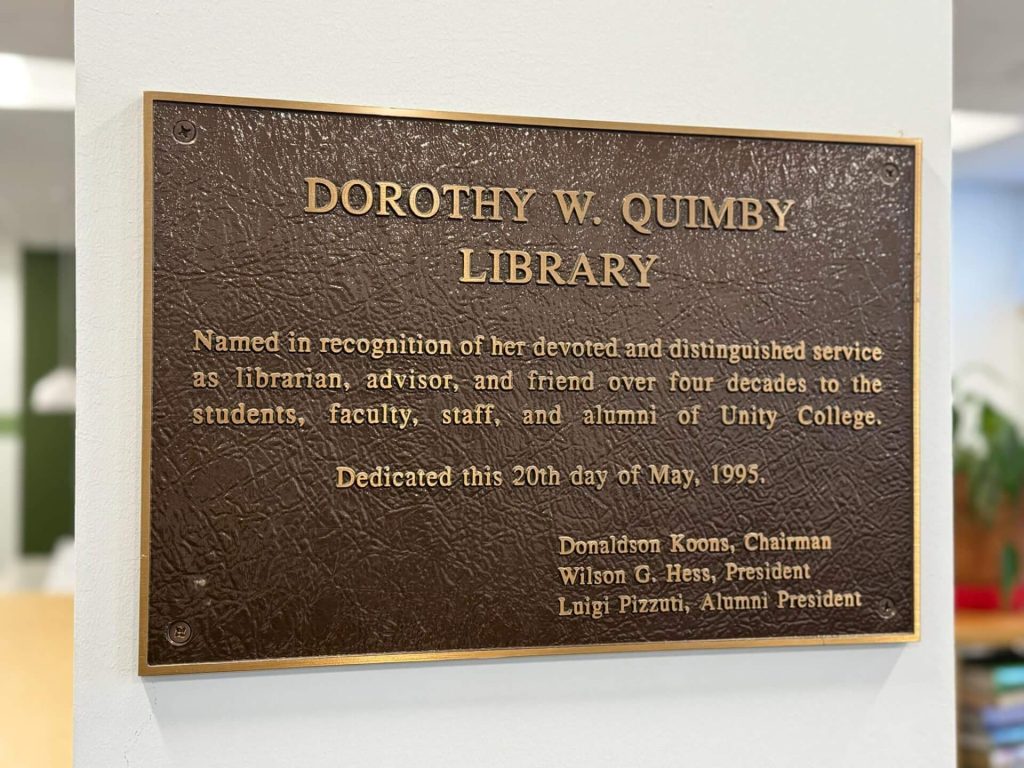 DOROTHY W. QUIMBY
LIBRARY
Named in recognition of her devoted and distinguished service
as librarian, advisor, and friend over four decades to the
students, faculty, staff, and alumni of Unity College.
Dedicated this 20th day of May, 1995.
Donaldson Koons, Chairman
Wilson G. Hess, President
Luigi Pizzuti, Alumni President